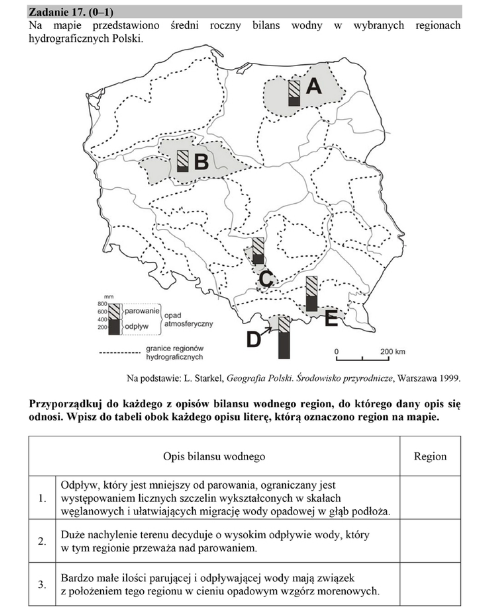 Zadanie 17. (0–1)
Na mapie przedstawiono średni roczny bilans wodny w wybranych regionach
hydrograficznych Polski.
A
B
C
D
E
mm
800
600
400
200
parowanie
odpływ
opad
atmosferyczny
granice regionów
hydrograficznych
0 200 km
Na podstawie: L. Starkel, Geografia Polski. Środowisko przyrodnicze, Warszawa 1999.
Przyporządkuj do każdego z opisów bilansu wodnego region, do którego dany opis się
odnosi. Wpisz do tabeli obok każdego opisu literę, którą oznaczono region na mapie.
Opis bilansu wodnego Region
1. Odpływ, który jest mniejszy od parowania, ograniczany jest
występowaniem licznych szczelin wykształconych w skałach
węglanowych i ułatwiających migrację wody opadowej w głąb podłoża.
2. Duże nachylenie terenu decyduje o wysokim odpływie wody, który
w tym regionie przeważa nad parowaniem.
3. Bardzo małe ilości parującej i odpływającej wody mają związek
z położeniem tego regionu w cieniu opadowym wzgórz morenowych.